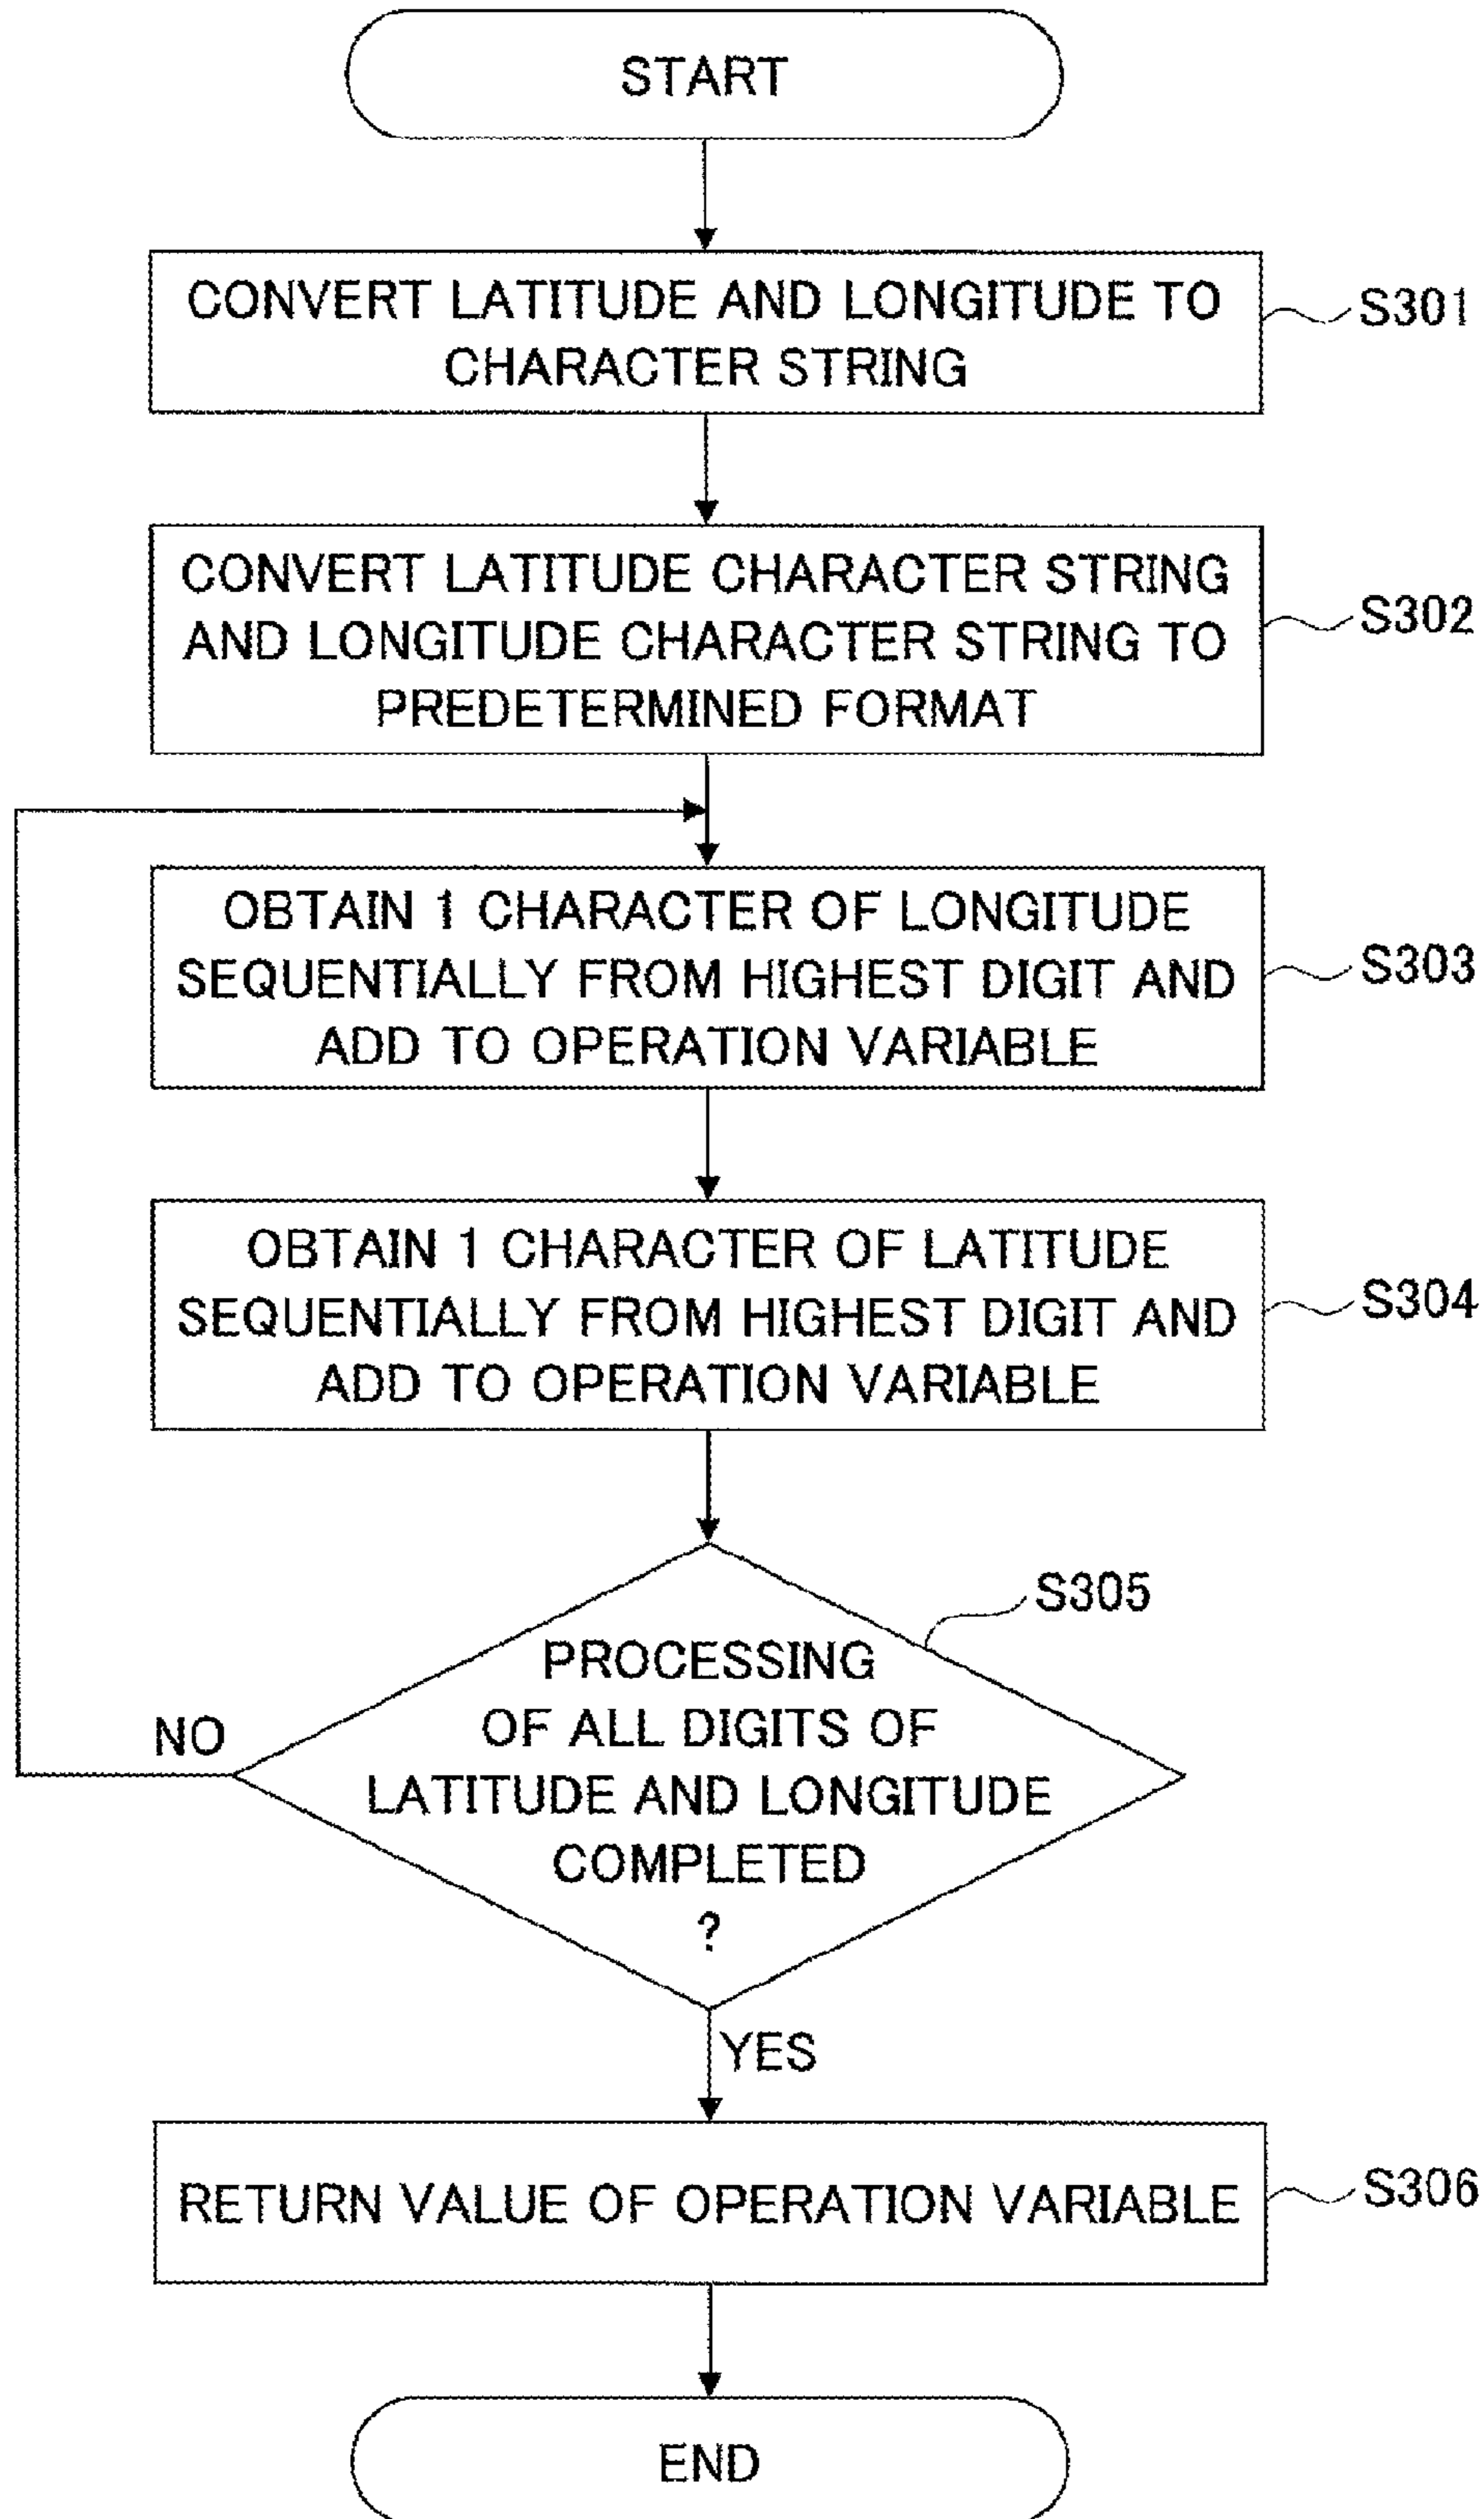 START
CONVERT LATITUDE AND LONGITUDE TO
CHARACTER STRING
S301
CONVERT LATITUDE CHARACTER STRING
AND LONGITUDE CHARACTER STRING TO
PREDETERMINED FORMAT
S302
OBTAIN 1 CHARACTER OF LONGITUDE
SEQUENTIALLY FROM HIGHEST DIGIT AND
ADD TO OPERATION VARIABLE
S303
OBTAIN 1 CHARACTER OF LATITUDE
SEQUENTIALLY FROM HIGHEST DIGIT AND
ADD TO OPERATION VARIABLE
S304
S305
PROCESSING
OF ALL DIGITS OF
LATITUDE AND LONGITUDE
COMPLETED
?
NO
YES
RETURN VALUE OF OPERATION VARIABLE
S306
END